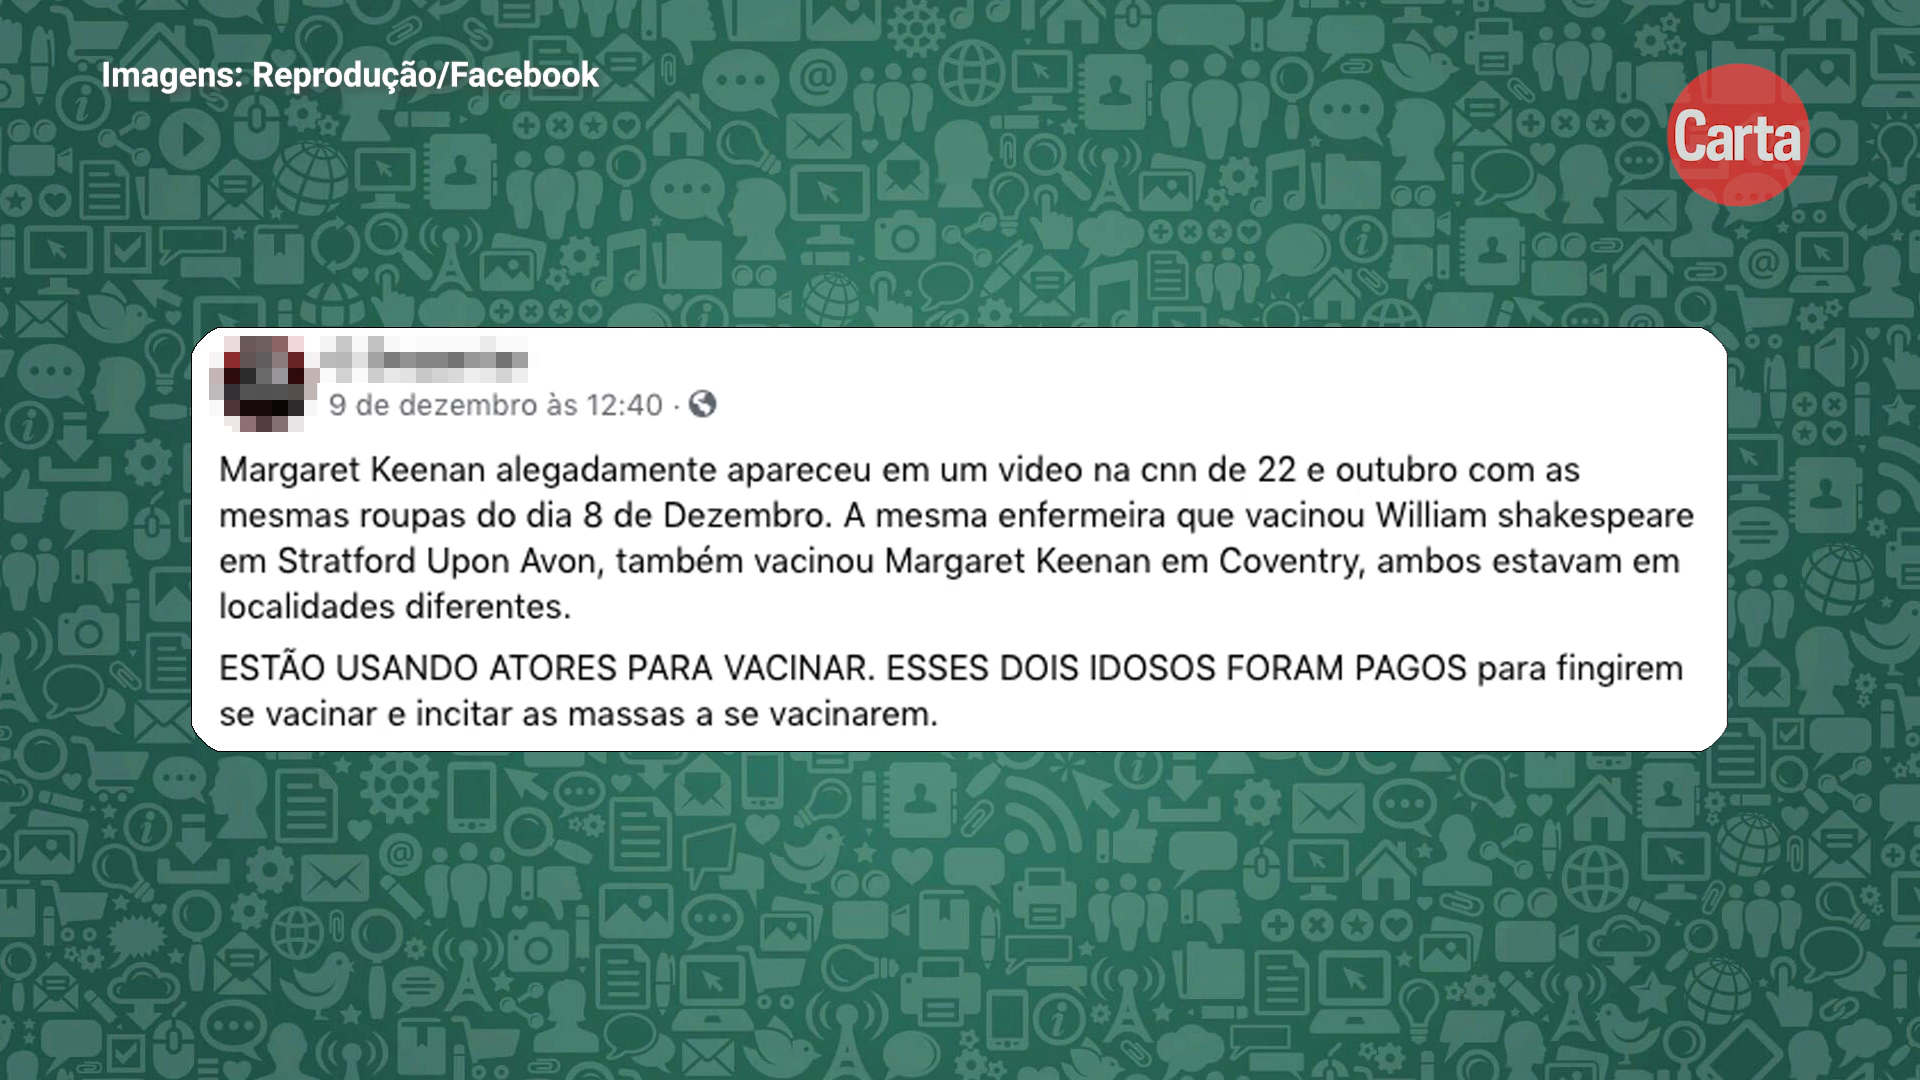 Imagens: Reprodução/Facebook
Carta
9 de dezembro às 12:40 ·
Margaret Keenan alegadamente apareceu em um video na cnn de 22 e outubro com as
mesmas roupas do dia 8 de Dezembro. A mesma enfermeira que vacinou William shakespeare
em Stratford Upon Avon, também vacinou Margaret Keenan em Coventry, ambos estavam em
localidades diferentes.
ESTÃO USANDO ATORES PARA VACINAR. ESSES DOIS IDOSOS FORAM PAGOS para fingirem
se vacinar e incitar as massas a se vacinarem.